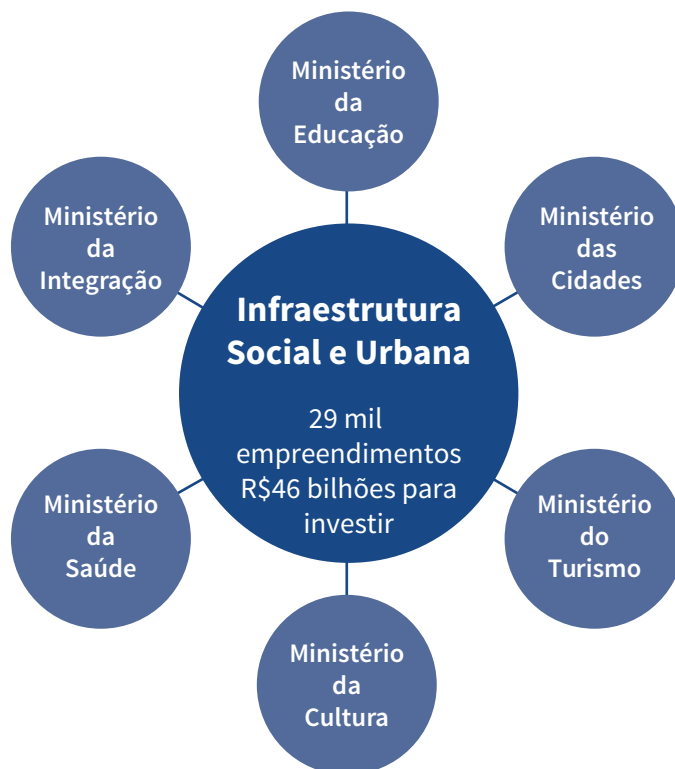 Ministério
da
Educação
Ministério
da
Integração
Ministério
das
Cidades
Infraestrutura
Social e Urbana
29 mil
empreendimentos
R$46 bilhões para
investir
Ministério
da
Saúde
Ministério
do
Turismo
Ministério
da
Cultura